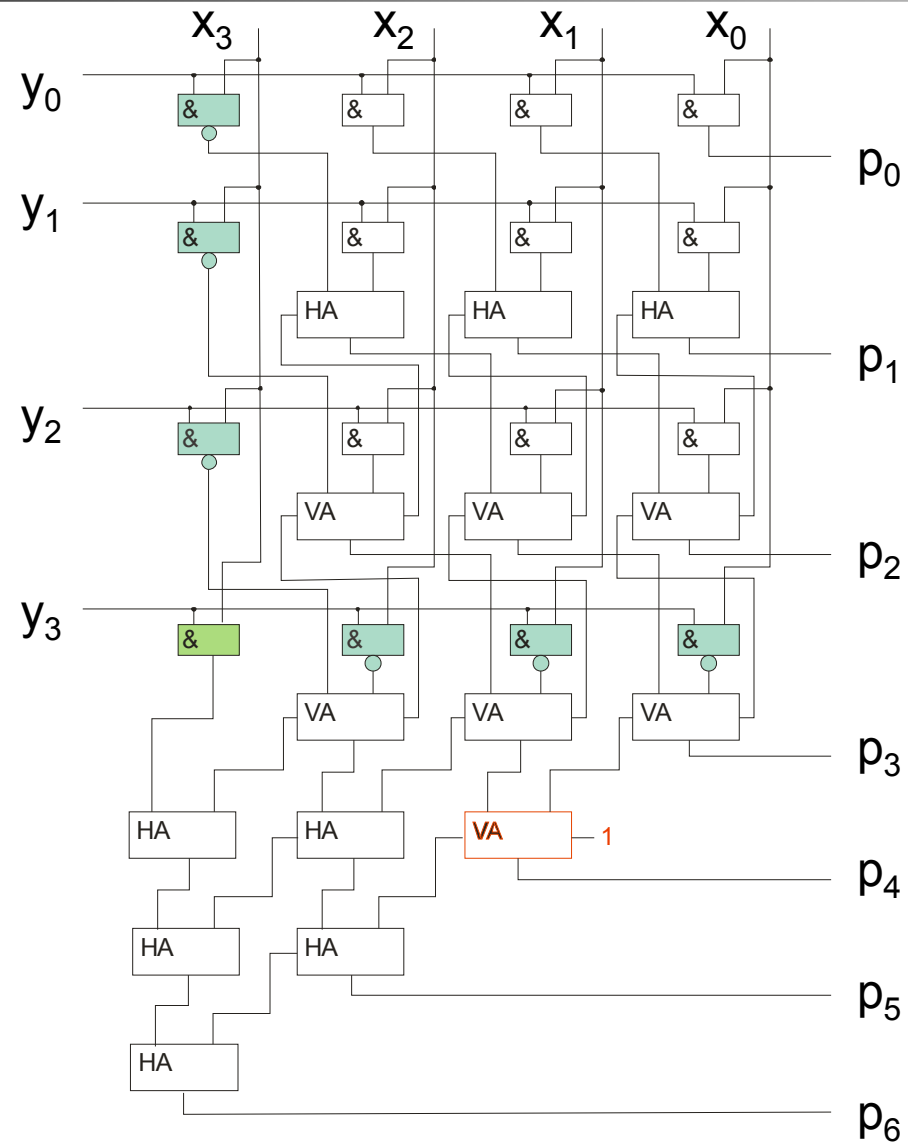 x3 x2 x1 x0
y0
& & & &
p0
y1
& & & &
HA HA HA
p1
y2
& & & &
VA VA VA
p2
y3
& & & &
VA VA VA
p3
HA HA VA 1
p4
HA HA
p5
HA
p6